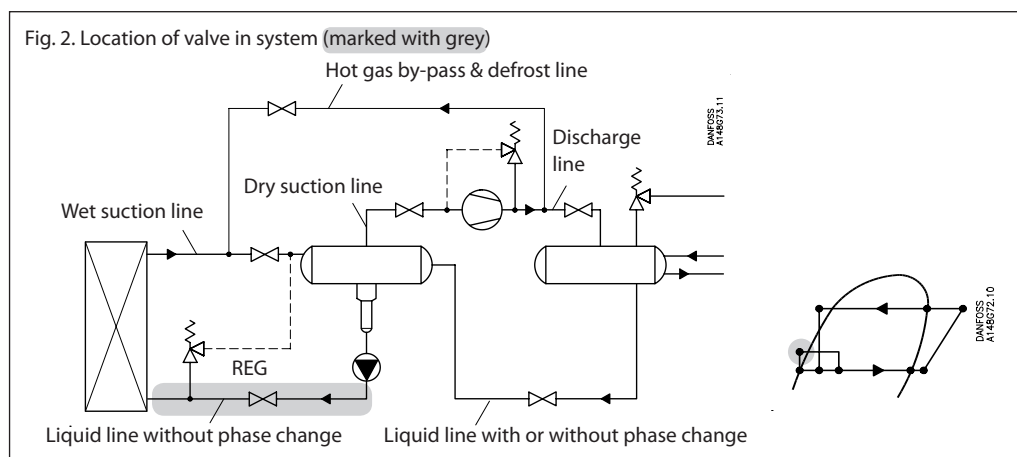 Fig. 2. Location of valve in system (marked with grey)
Hot gas by-pass & defrost line
DANFOSS
A148G73.11
Discharge
line
Dry suction line
Wet suction line
DANFOSS
A148G72.10
REG
Liquid line without phase change
Liquid line with or without phase change